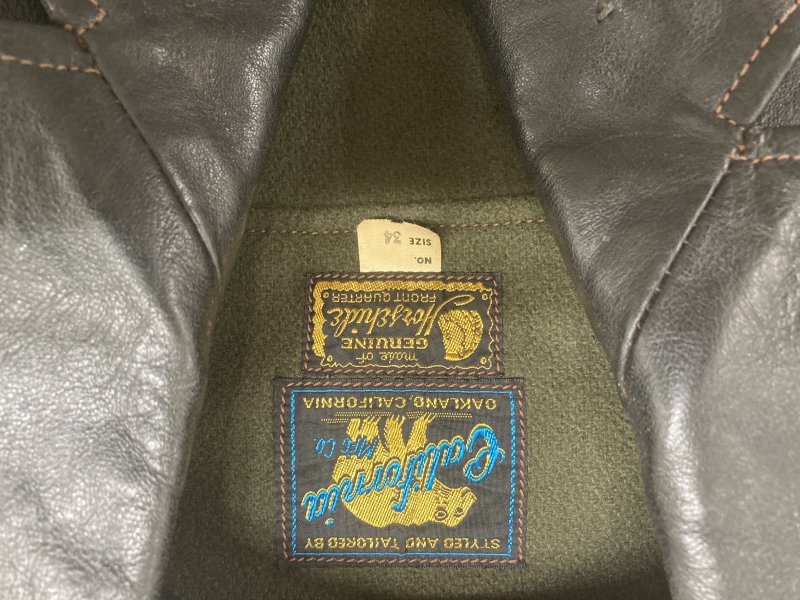 STYLED AND TAILORED BY
California
MFG Co.
OAKLAND, CALIFORNIA
made of
GENUINE
Horsehide
FRONT QUARTER
NO.
SIZE 34